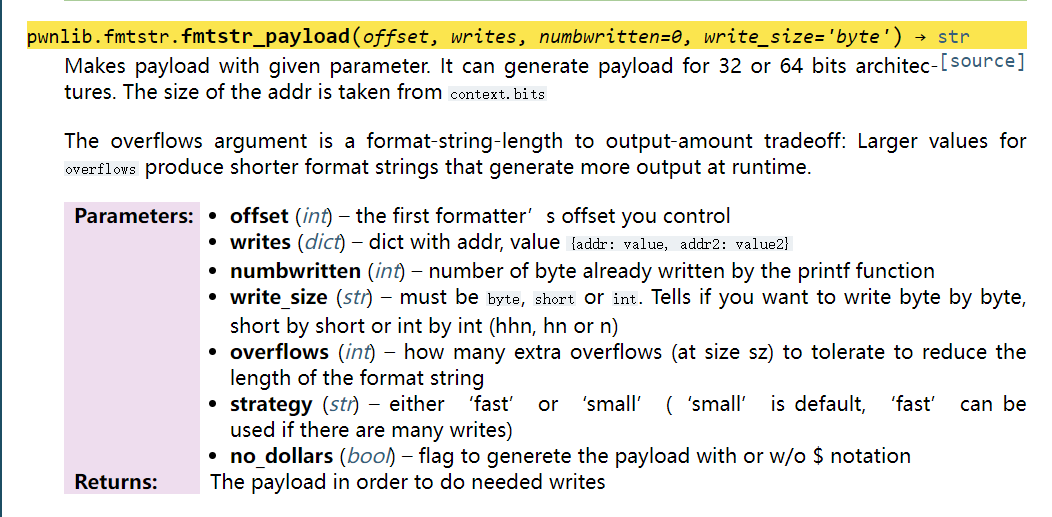 pwnlib.fmtstr.fmtstr_payload(offset, writes, numbwritten=0, write_size='byte') → str
Makes payload with given parameter. It can generate payload for 32 or 64 bits architec-[source]
tures. The size of the addr is taken from context.bits
The overflows argument is a format-string-length to output-amount tradeoff: Larger values for
overflows produce shorter format strings that generate more output at runtime.
Parameters: • offset (int) – the first formatter’s offset you control
• writes (dict) – dict with addr, value {addr: value, addr2: value2}
• numbwritten (int) – number of byte already written by the printf function
• write_size (str) – must be byte, short or int. Tells if you want to write byte by byte,
short by short or int by int (hhn, hn or n)
• overflows (int) – how many extra overflows (at size sz) to tolerate to reduce the
length of the format string
• strategy (str) – either ‘fast’ or ‘small’ ( ‘small’ is default, ‘fast’ can be
used if there are many writes)
• no_dollars (bool) – flag to generete the payload with or w/o $ notation
Returns: The payload in order to do needed writes